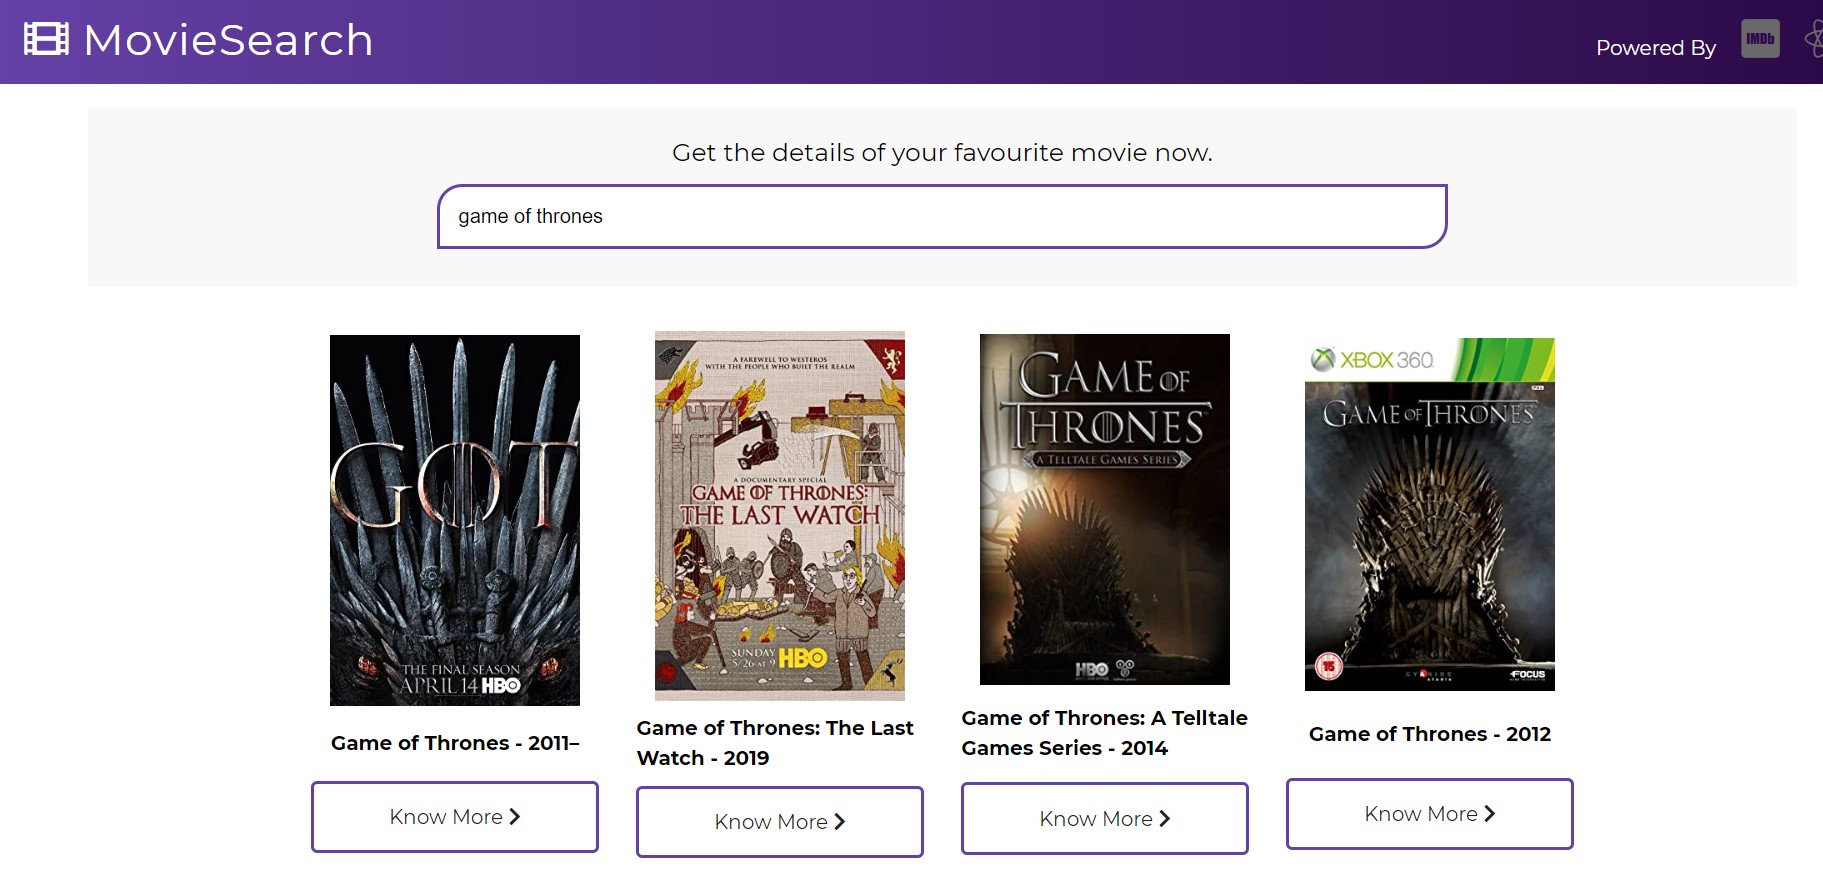 MovieSearch
Powered By
IMDb
Get the details of your favourite movie now.
game of thrones
GOT
THE FINAL SEASON
APRIL 14 HBO
Game of Thrones - 2011–
Know More
A FAREWELL TO WESTEROS
WITH THE PEOPLE WHO BUILT THE REALM
A DOCUMENTARY SPECIAL
GAME OF THRONES:
THE LAST WATCH
SUNDAY
5/26 AT 9 HBO
Game of Thrones: The Last
Watch - 2019
Know More
GAME OF
THRONES
A TELLTALE GAMES SERIES
HBO
Game of Thrones: A Telltale
Games Series - 2014
Know More
XBOX 360
PAL
GAME OF THRONES
15
CYANIDE
STUDIO
FOCUS
Game of Thrones - 2012
Know More